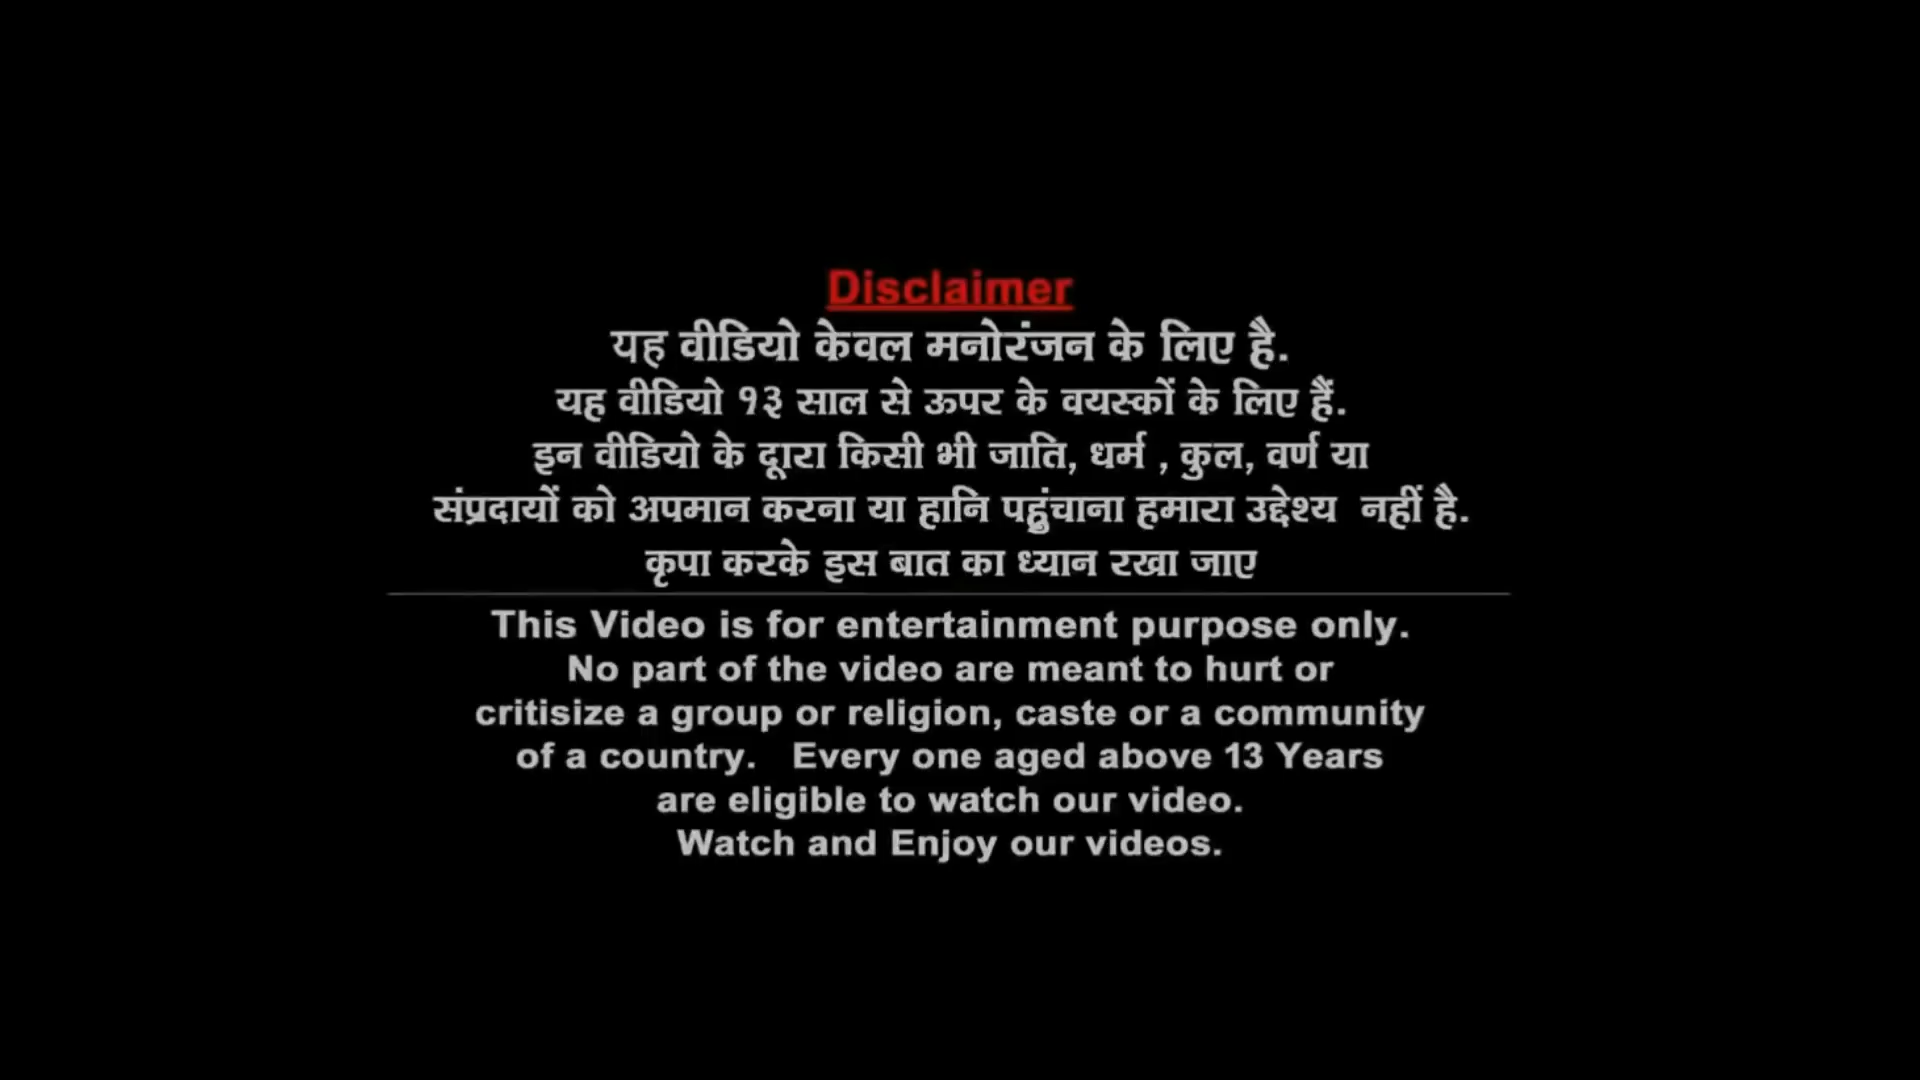 Disclaimer
यह वीडियो केवल मनोरंजन के लिए है.
यह वीडियो १३ साल से ऊपर के वयस्कों के लिए हैं.
इन वीडियो के दूारा किसी भी जाति, धर्म , कुल, वर्ण या
संप्रदायों को अपमान करना या हानि पहुंचाना हमारा उद्देश्य  नहीं है.
कृपा करके इस बात का ध्यान रखा जाए
This Video is for entertainment purpose only.
No part of the video are meant to hurt or
critisize a group or religion, caste or a community
of a country.   Every one aged above 13 Years
are eligible to watch our video.
Watch and Enjoy our videos.